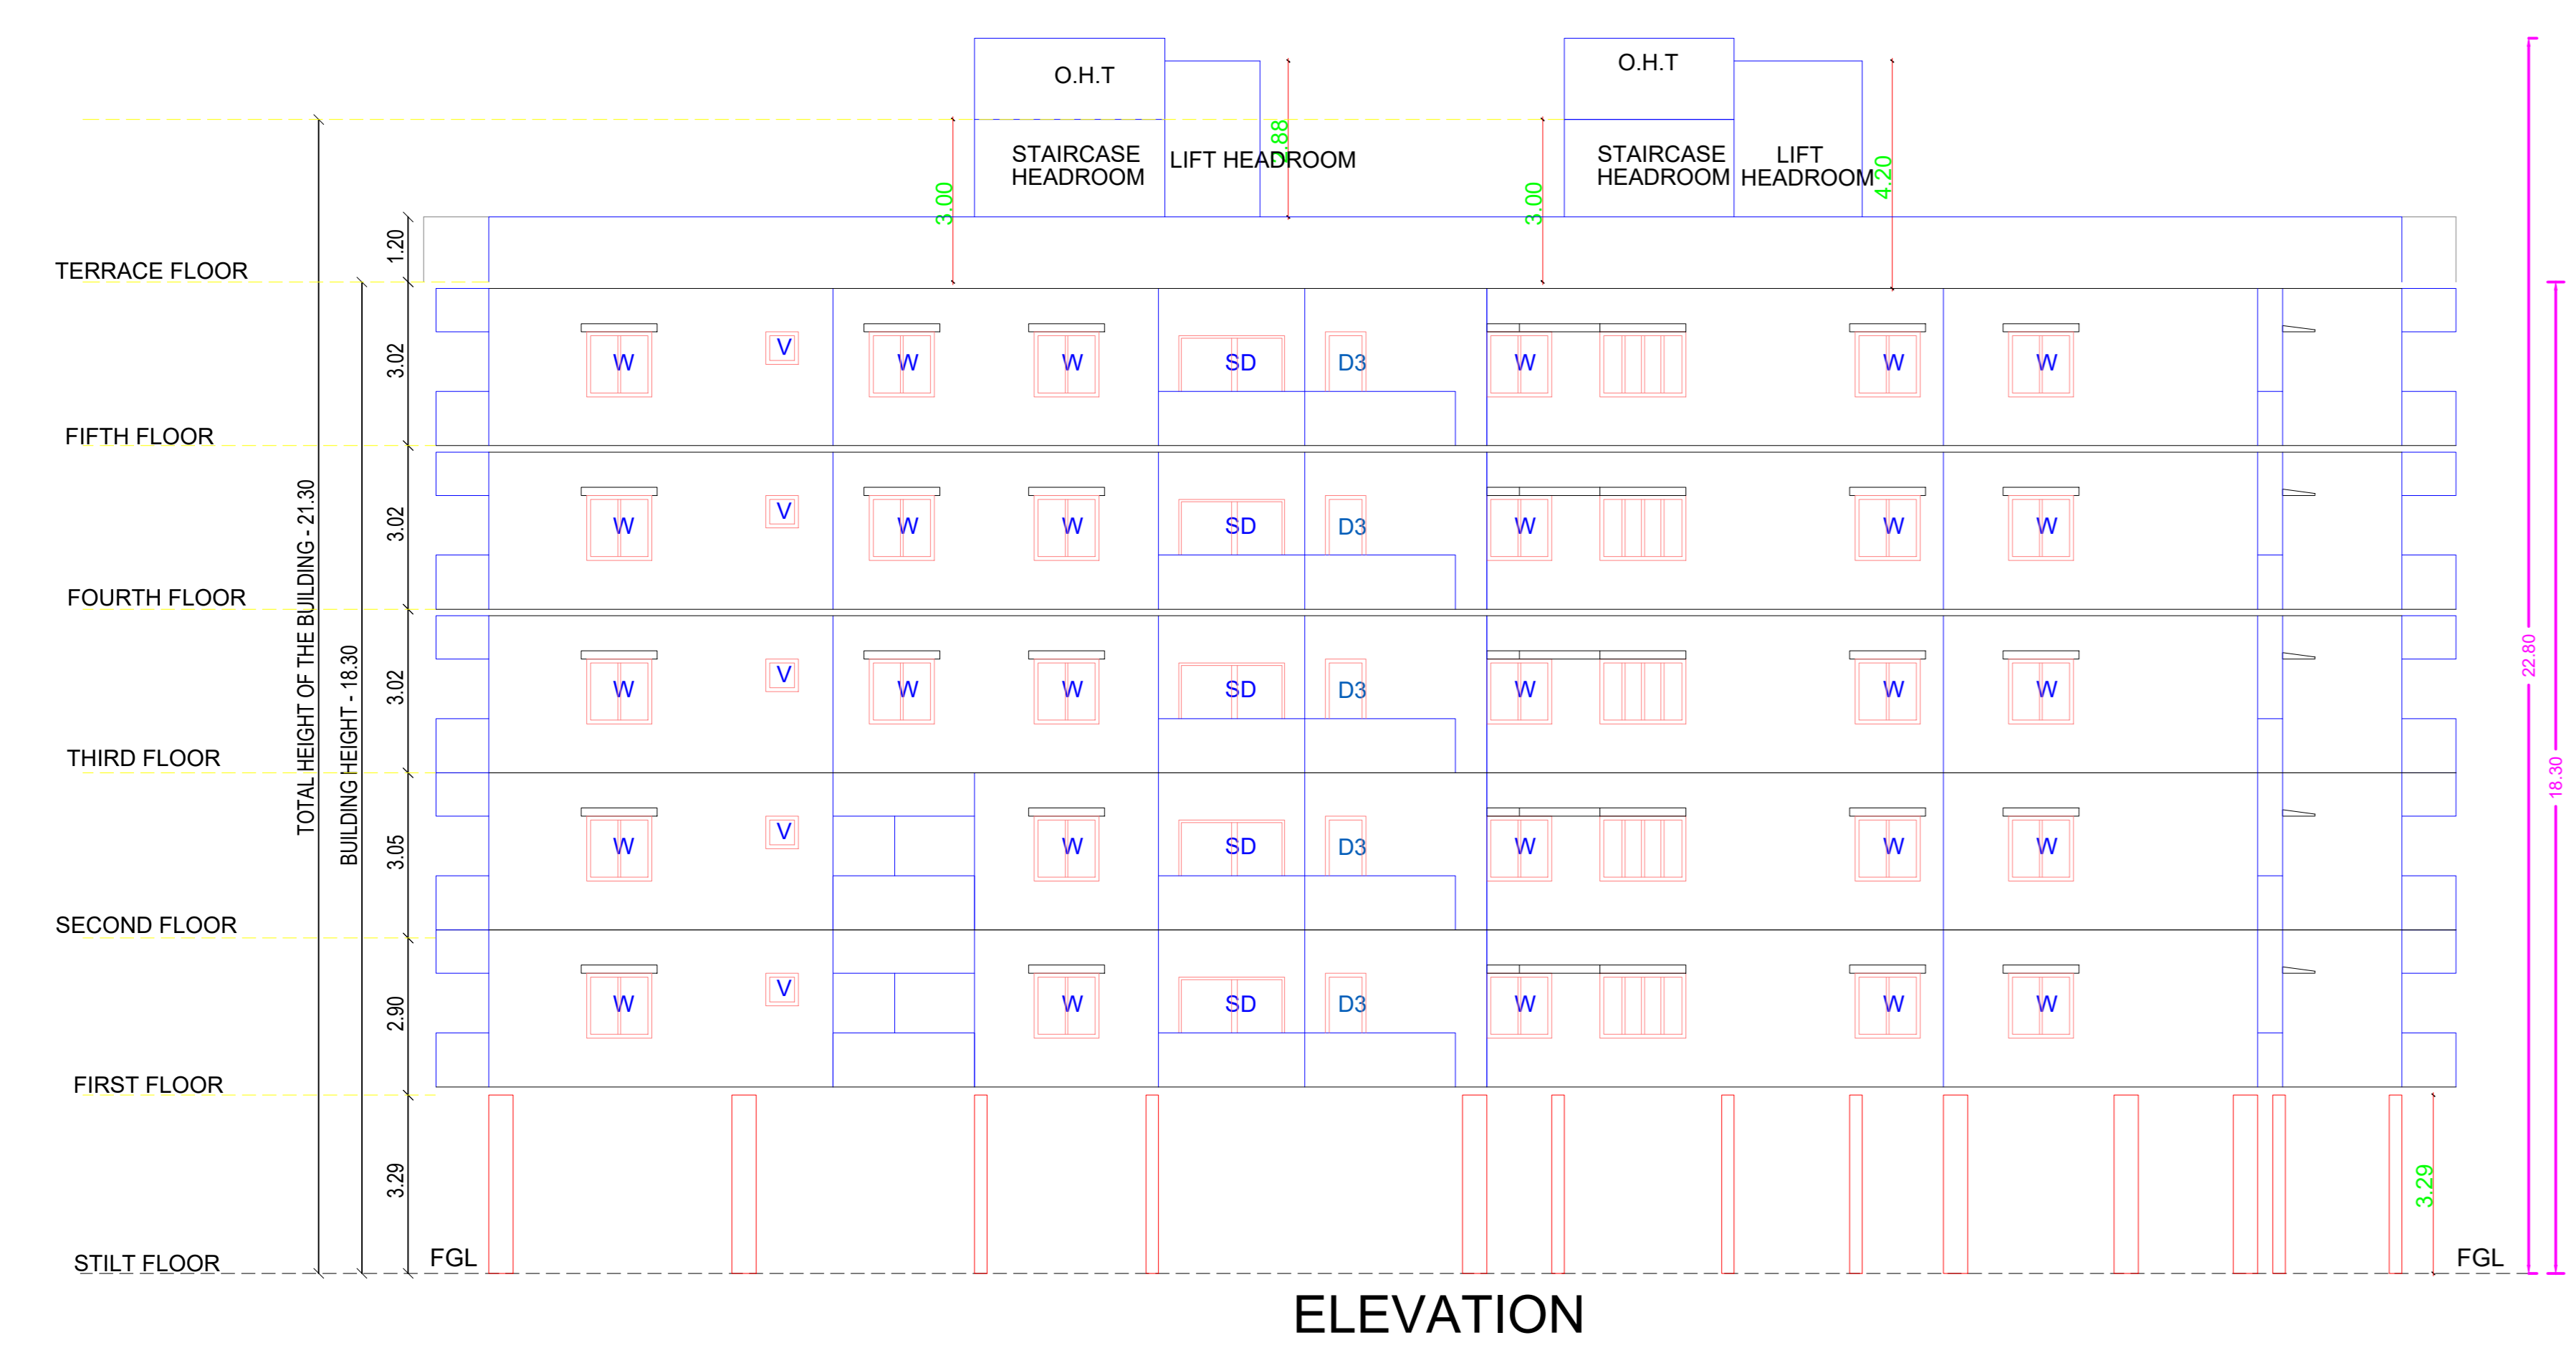 O.H.T
O.H.T
STAIRCASE
HEADROOM
LIFT HEADROOM
2.88
STAIRCASE
HEADROOM
LIFT
HEADROOM
4.20
3.00
3.00
1.20
TERRACE FLOOR
3.02
W
V
W
W
SD
D3
W
W
W
FIFTH FLOOR
3.02
W
V
W
W
SD
D3
W
W
W
FOURTH FLOOR
TOTAL HEIGHT OF THE BUILDING - 21.30
BUILDING HEIGHT - 18.30
22.80
18.30
3.02
W
V
W
W
SD
D3
W
W
W
THIRD FLOOR
3.05
W
V
W
SD
D3
W
W
W
SECOND FLOOR
2.90
W
V
W
SD
D3
W
W
W
FIRST FLOOR
3.29
3.29
STILT FLOOR
FGL
FGL
ELEVATION